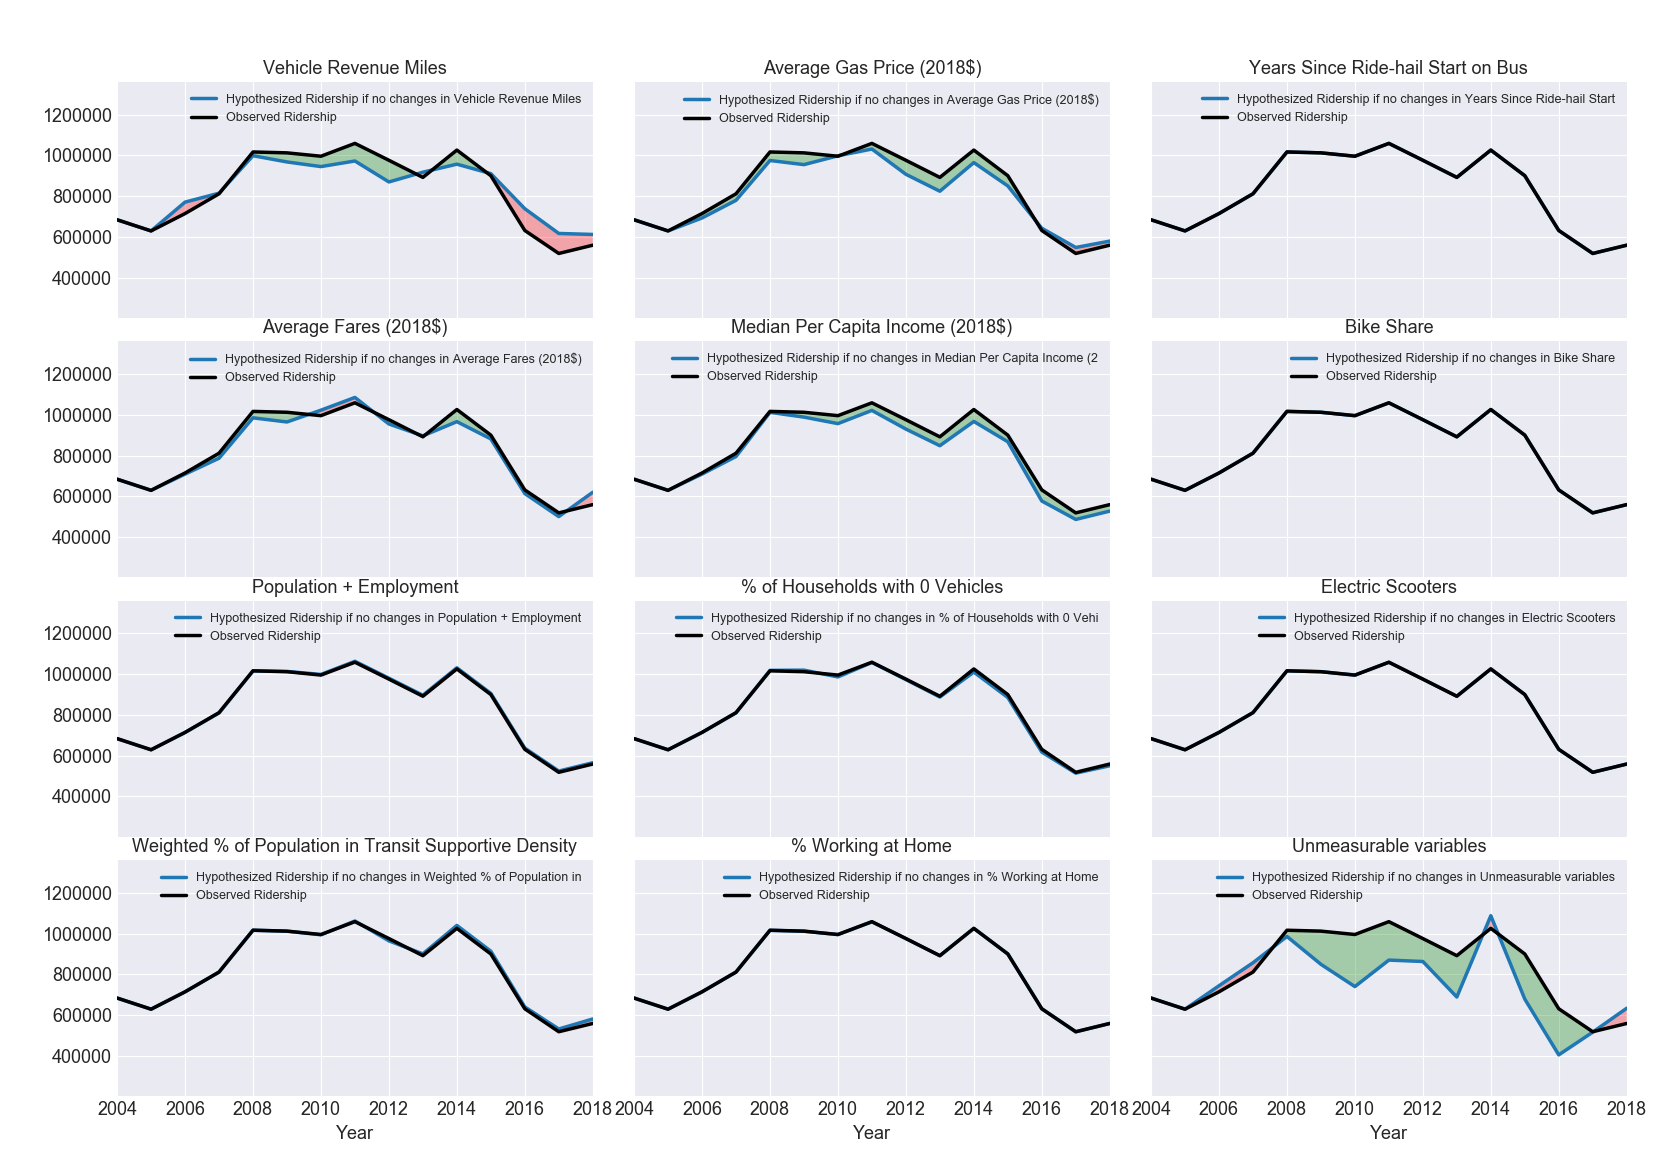 Vehicle Revenue Miles
Average Gas Price (2018$)
Years Since Ride-hail Start on Bus
Hypothesized Ridership if no changes in Vehicle Revenue Miles
Observed Ridership
Hypothesized Ridership if no changes in Average Gas Price (2018$)
Observed Ridership
Hypothesized Ridership if no changes in Years Since Ride-hail Start
Observed Ridership
1200000
1000000
800000
600000
400000
Average Fares (2018$)
Median Per Capita Income (2018$)
Bike Share
Hypothesized Ridership if no changes in Average Fares (2018$)
Observed Ridership
Hypothesized Ridership if no changes in Median Per Capita Income (2
Observed Ridership
Hypothesized Ridership if no changes in Bike Share
Observed Ridership
1200000
1000000
800000
600000
400000
Population + Employment
% of Households with 0 Vehicles
Electric Scooters
Hypothesized Ridership if no changes in Population + Employment
Observed Ridership
Hypothesized Ridership if no changes in % of Households with 0 Vehi
Observed Ridership
Hypothesized Ridership if no changes in Electric Scooters
Observed Ridership
1200000
1000000
800000
600000
400000
Weighted % of Population in Transit Supportive Density
% Working at Home
Unmeasurable variables
Hypothesized Ridership if no changes in Weighted % of Population in
Observed Ridership
Hypothesized Ridership if no changes in % Working at Home
Observed Ridership
Hypothesized Ridership if no changes in Unmeasurable variables
Observed Ridership
1200000
1000000
800000
600000
400000
2004 2006 2008 2010 2012 2014 2016 2018
2004 2006 2008 2010 2012 2014 2016 2018
2004 2006 2008 2010 2012 2014 2016 2018
Year
Year
Year